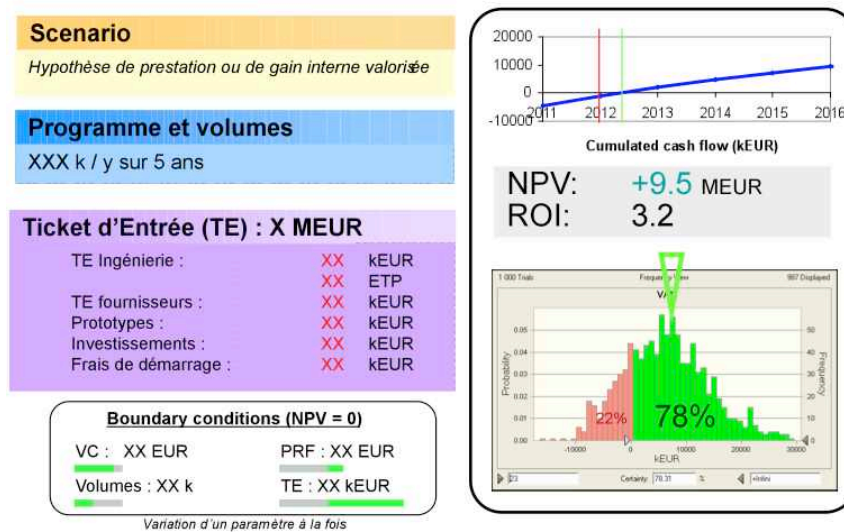 Scenario
Hypothèse de prestation ou de gain interne valorisée
Programme et volumes
XXX k / y sur 5 ans
Ticket d'Entrée (TE) : X MEUR
TE Ingénierie : XX kEUR
XX ETP
TE fournisseurs : XX kEUR
Prototypes : XX kEUR
Investissements : XX kEUR
Frais de démarrage : XX kEUR
Boundary conditions (NPV = 0)
VC : XX EUR PRF : XX EUR
Volumes : XX k TE : XX kEUR
Variation d'un paramètre à la fois
20000
10000
0
-10000
2011 2012 2013 2014 2015 2016
Cumulated cash flow (kEUR)
NPV: +9.5 MEUR
ROI: 3.2
1 000 Trials Frequency View 987 Displayed
Probability
0.05
0.04
0.03
0.02
0.01
0.00
22% 78%
50
40
30
20
10
0
Frequency
-10000 0 10000 20000 30000
kEUR
Certainty: 78.31 %